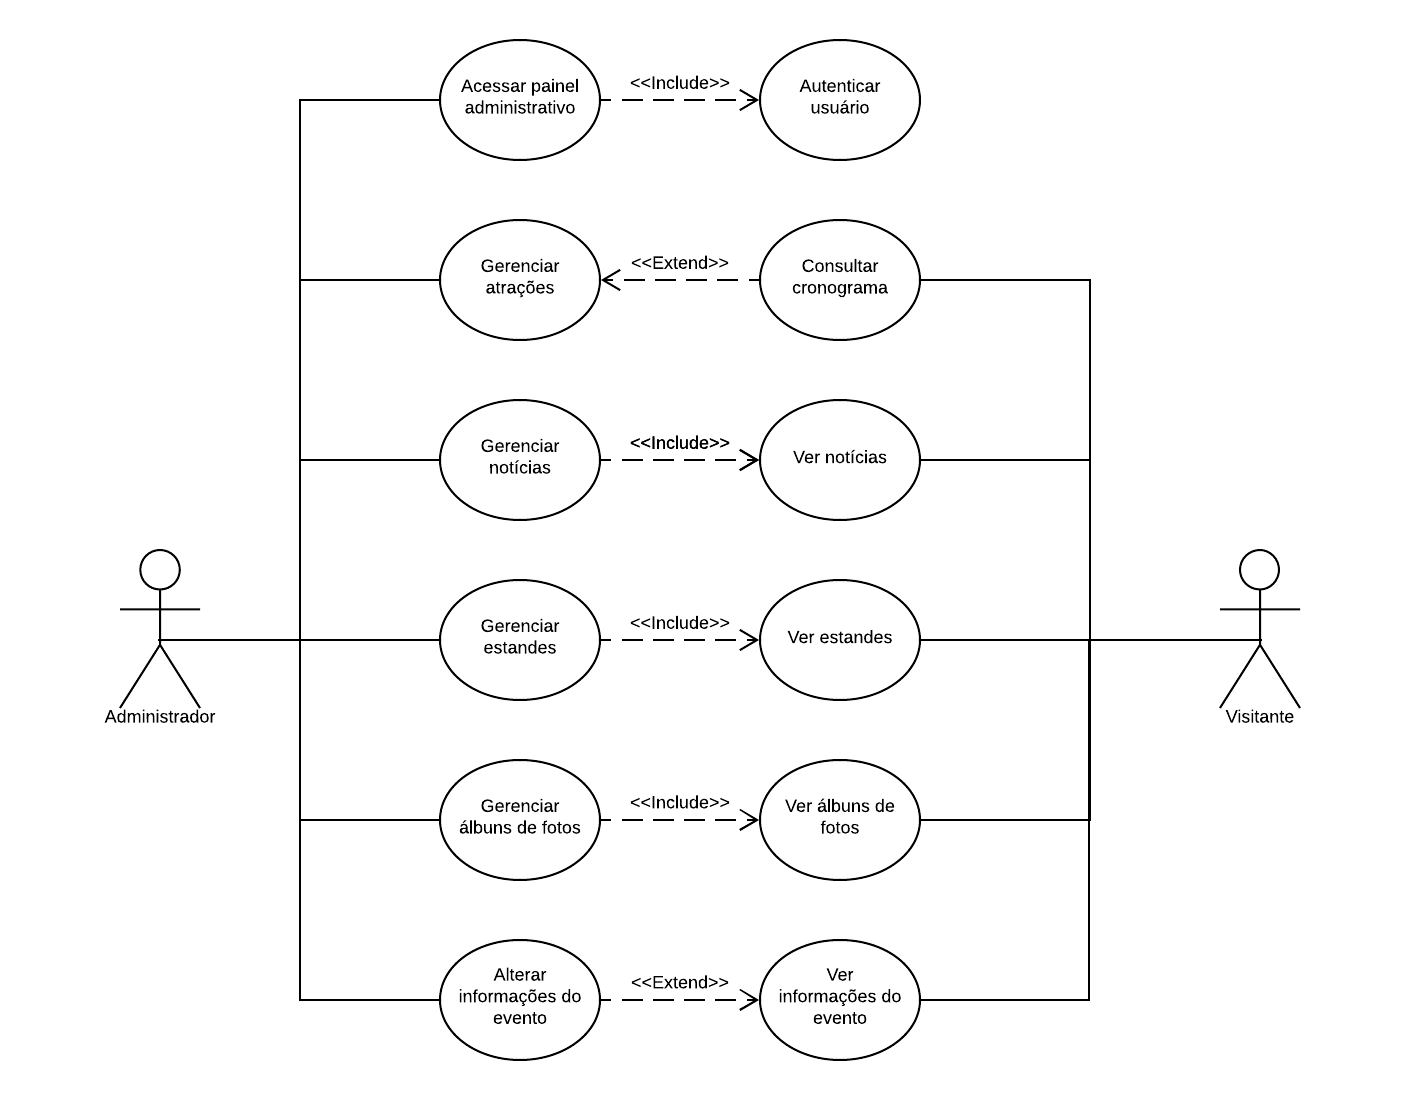 Acessar painel
administrativo
<<Include>>
Autenticar
usuário
Gerenciar
atrações
<<Extend>>
Consultar
cronograma
Gerenciar
notícias
<<Include>>
Ver notícias
Gerenciar
estandes
<<Include>>
Ver estandes
Administrador
Visitante
Gerenciar
álbuns de fotos
<<Include>>
Ver álbuns de
fotos
Alterar
informações do
evento
<<Extend>>
Ver
informações do
evento